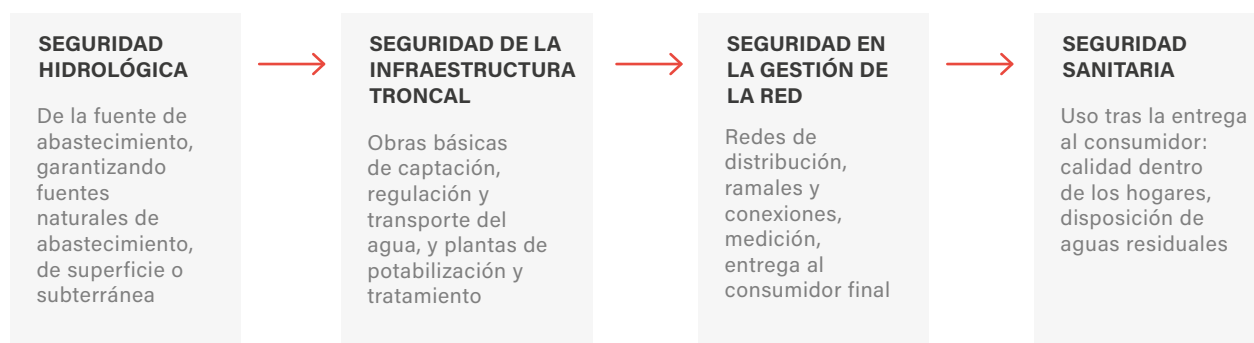 SEGURIDAD
HIDROLÓGICA
De la fuente de
abastecimiento,
garantizando
fuentes
naturales de
abastecimiento,
de superficie o
subterránea
SEGURIDAD DE LA
INFRAESTRUCTURA
TRONCAL
Obras básicas
de captación,
regulación y
transporte del
agua, y plantas de
potabilización y
tratamiento
SEGURIDAD EN
LA GESTIÓN DE
LA RED
Redes de
distribución,
ramales y
conexiones,
medición,
entrega al
consumidor final
SEGURIDAD
SANITARIA
Uso tras la entrega
al consumidor:
calidad dentro
de los hogares,
disposición de
aguas residuales